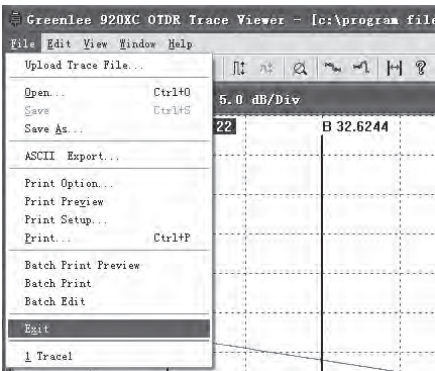 Greenlee 920XC OTDR Trace Viewer - [c:\program file
File Edit View Window Help
Upload Trace File...
Open... Ctrl+O
Save Ctrl+S
Save As...
ASCII Export...
Print Option...
Print Preview
Print Setup...
Print... Ctrl+P
Batch Print Preview
Batch Print
Batch Edit
Exit
1 Trace1
5.0 dB/Div
22
B 32.6244